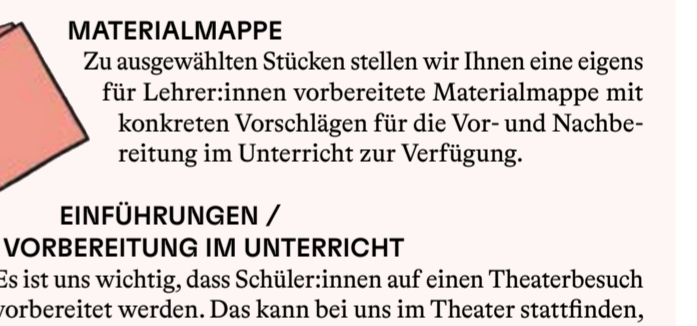 MATERIALMAPPE
Zu ausgewählten Stücken stellen wir Ihnen eine eigens
für Lehrer:innen vorbereitete Materialmappe mit
konkreten Vorschlägen für die Vor- und Nachbe-
reitung im Unterricht zur Verfügung.
EINFÜHRUNGEN /
VORBEREITUNG IM UNTERRICHT
Es ist uns wichtig, dass Schüler:innen auf einen Theaterbesuch
vorbereitet werden. Das kann bei uns im Theater stattfinden,